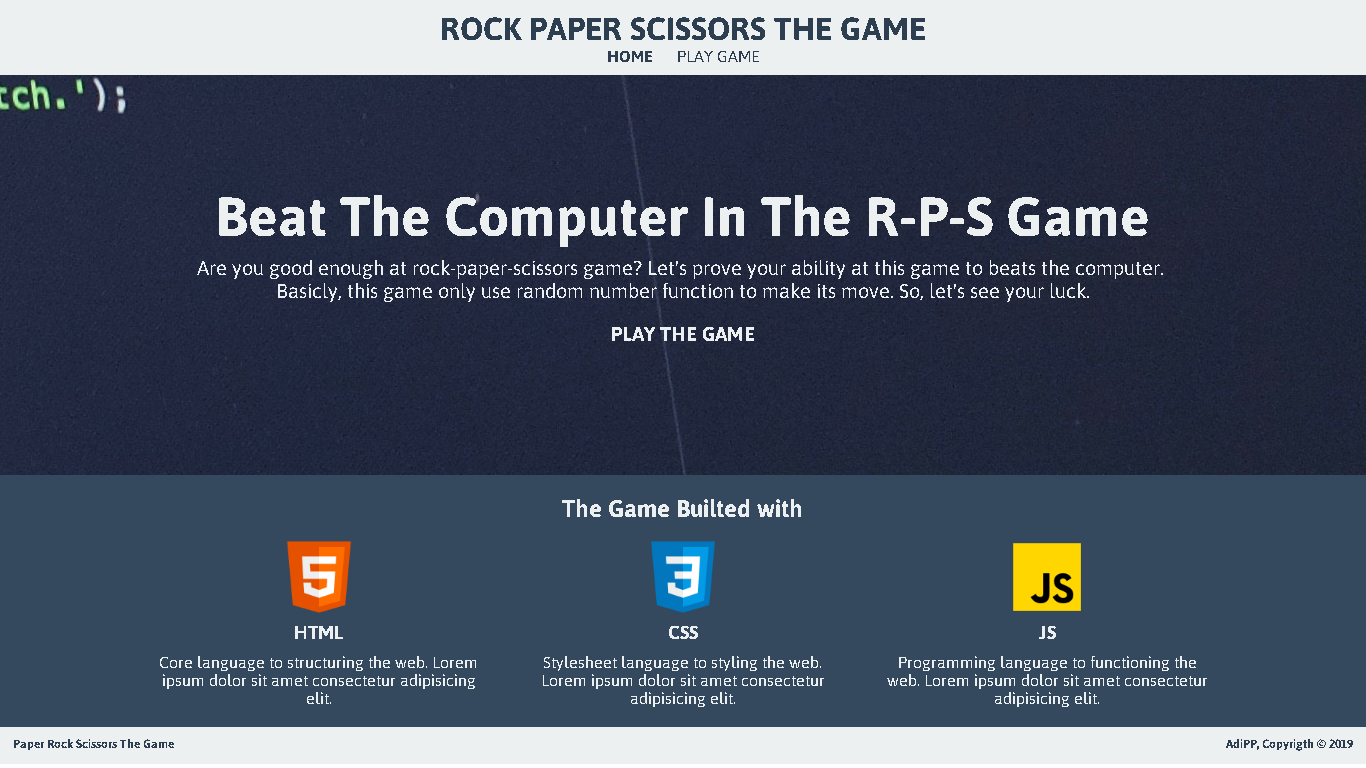 ROCK PAPER SCISSORS THE GAME
HOME PLAY GAME
tch.');
Beat The Computer In The R-P-S Game
Are you good enough at rock-paper-scissors game? Let's prove your ability at this game to beats the computer.
Basicly, this game only use random number function to make its move. So, let's see your luck.
PLAY THE GAME
The Game Builted with
5
HTML
Core language to structuring the web. Lorem
ipsum dolor sit amet consectetur adipisicing
elit.
3
CSS
Stylesheet language to styling the web.
Lorem ipsum dolor sit amet consectetur
adipisicing elit.
JS
JS
Programming language to functioning the
web. Lorem ipsum dolor sit amet consectetur
adipisicing elit.
Paper Rock Scissors The Game
AdiPP, Copyrigth © 2019